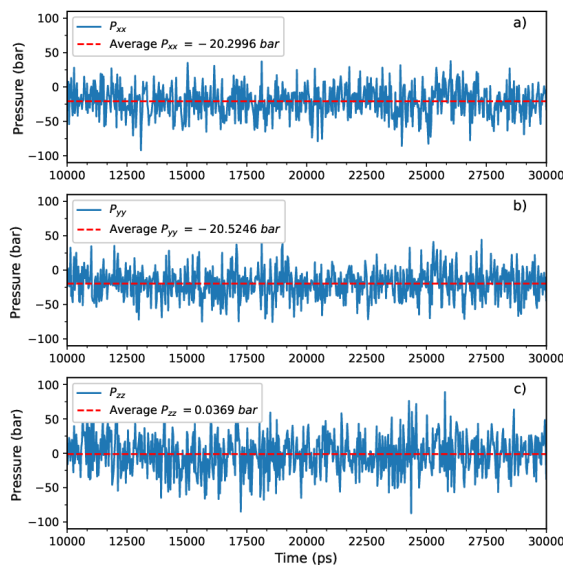 a)
P_xx
Average P_xx = −20.2996 bar
Pressure (bar)
100
50
0
−50
−100
10000 12500 15000 17500 20000 22500 25000 27500 30000
b)
P_yy
Average P_yy = −20.5246 bar
Pressure (bar)
100
50
0
−50
−100
10000 12500 15000 17500 20000 22500 25000 27500 30000
c)
P_zz
Average P_zz = 0.0369 bar
Pressure (bar)
100
50
0
−50
−100
10000 12500 15000 17500 20000 22500 25000 27500 30000
Time (ps)